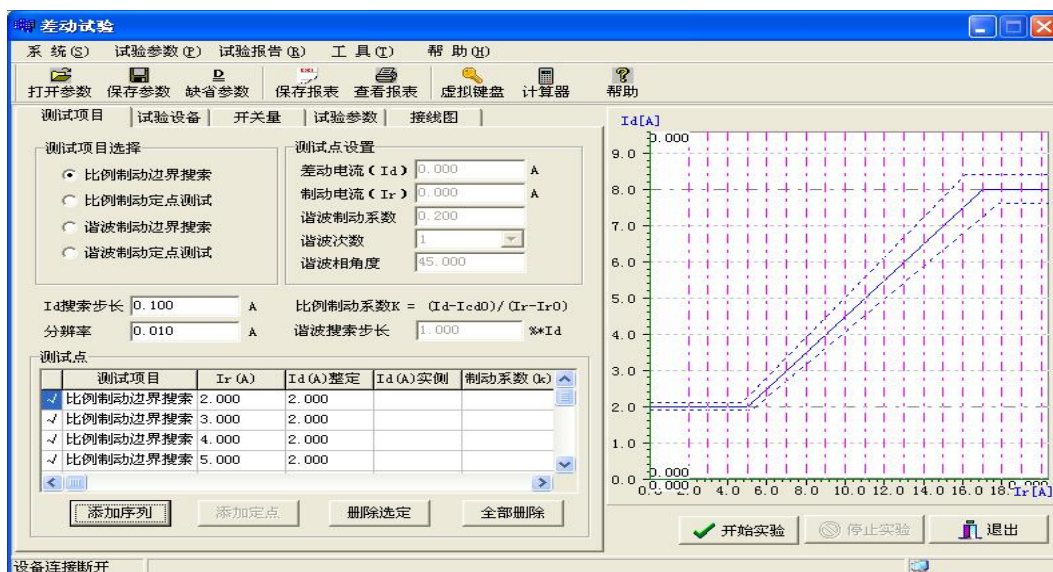 差动试验
系 统(S) 试验参数(P) 试验报告(R) 工 具(T) 帮 助(H)
打开参数 保存参数 缺省参数 保存报表 查看报表 虚拟键盘 计算器 帮助
测试项目 试验设备 开关量 试验参数 接线图
测试项目选择
比例制动边界搜索
比例制动定点测试
谐波制动边界搜索
谐波制动定点测试
测试点设置
差动电流(Id) 0.000 A
制动电流(Ir) 0.000 A
谐波制动系数 0.200
谐波次数 1
谐波相角度 45.000
Id搜索步长 0.100 A 比例制动系数K = (Id-Icd0)/(Ir-Ir0)
分辨率 0.010 A 谐波搜索步长 1.000 %*Id
测试点
测试项目 Ir(A) Id(A)整定 Id(A)实侧 制动系数(k)
比例制动边界搜索 2.000 2.000
比例制动边界搜索 3.000 2.000
比例制动边界搜索 4.000 2.000
比例制动边界搜索 5.000 2.000
添加序列 添加定点 删除选定 全部删除
Id[A]
0.000
9.0
8.0
7.0
6.0
5.0
4.0
3.0
2.0
1.0
0.000
0.0
0.000
2.0 4.0 6.0 8.0 10.0 12.0 14.0 16.0 18.0 Ir[A]
开始实验 停止实验 退出
设备连接断开